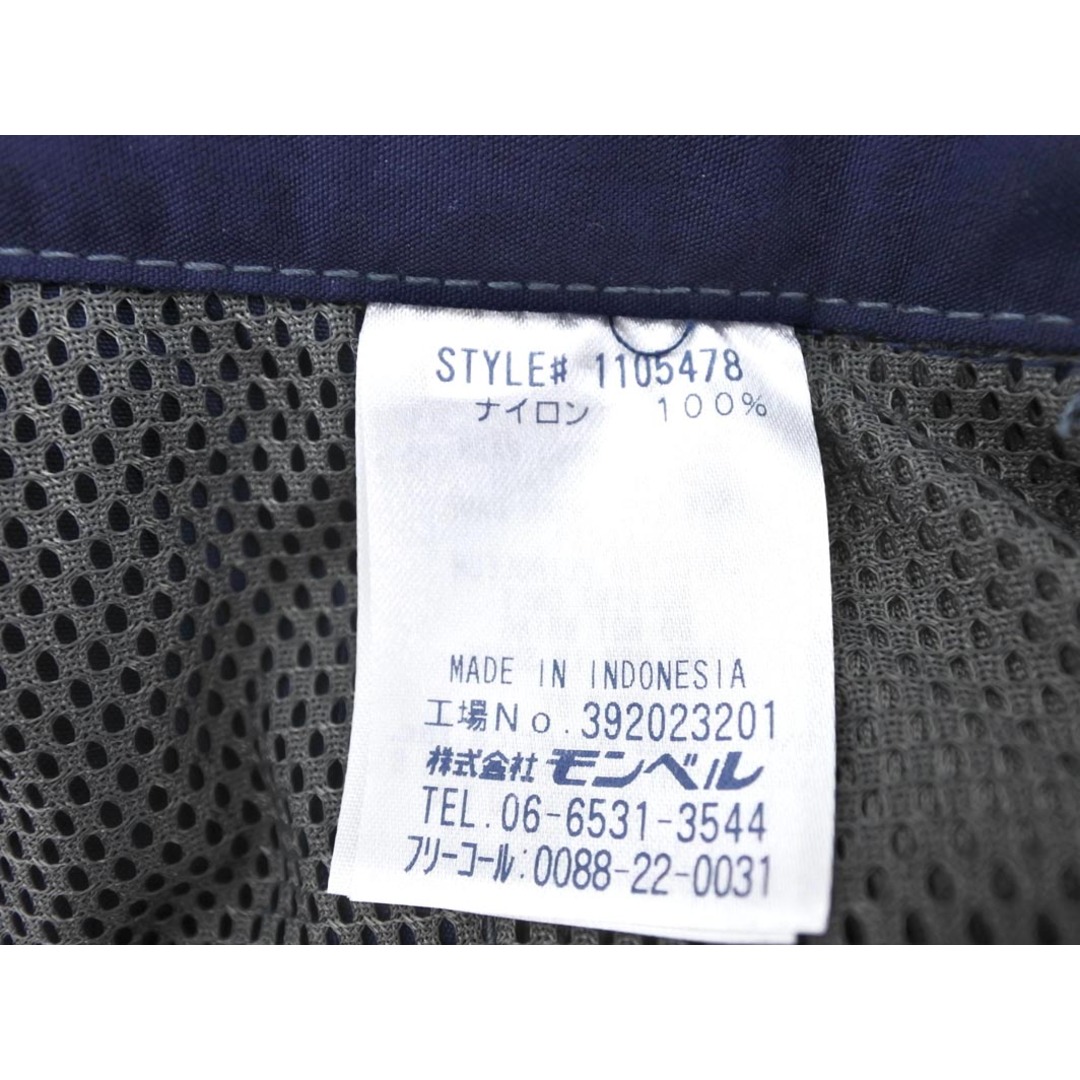 STYLE# 1105478
ナイロン 100%
MADE IN INDONESIA
工場No.392023201
株式会社 モンベル
TEL.06-6531-3544
フリーコール:0088-22-0031